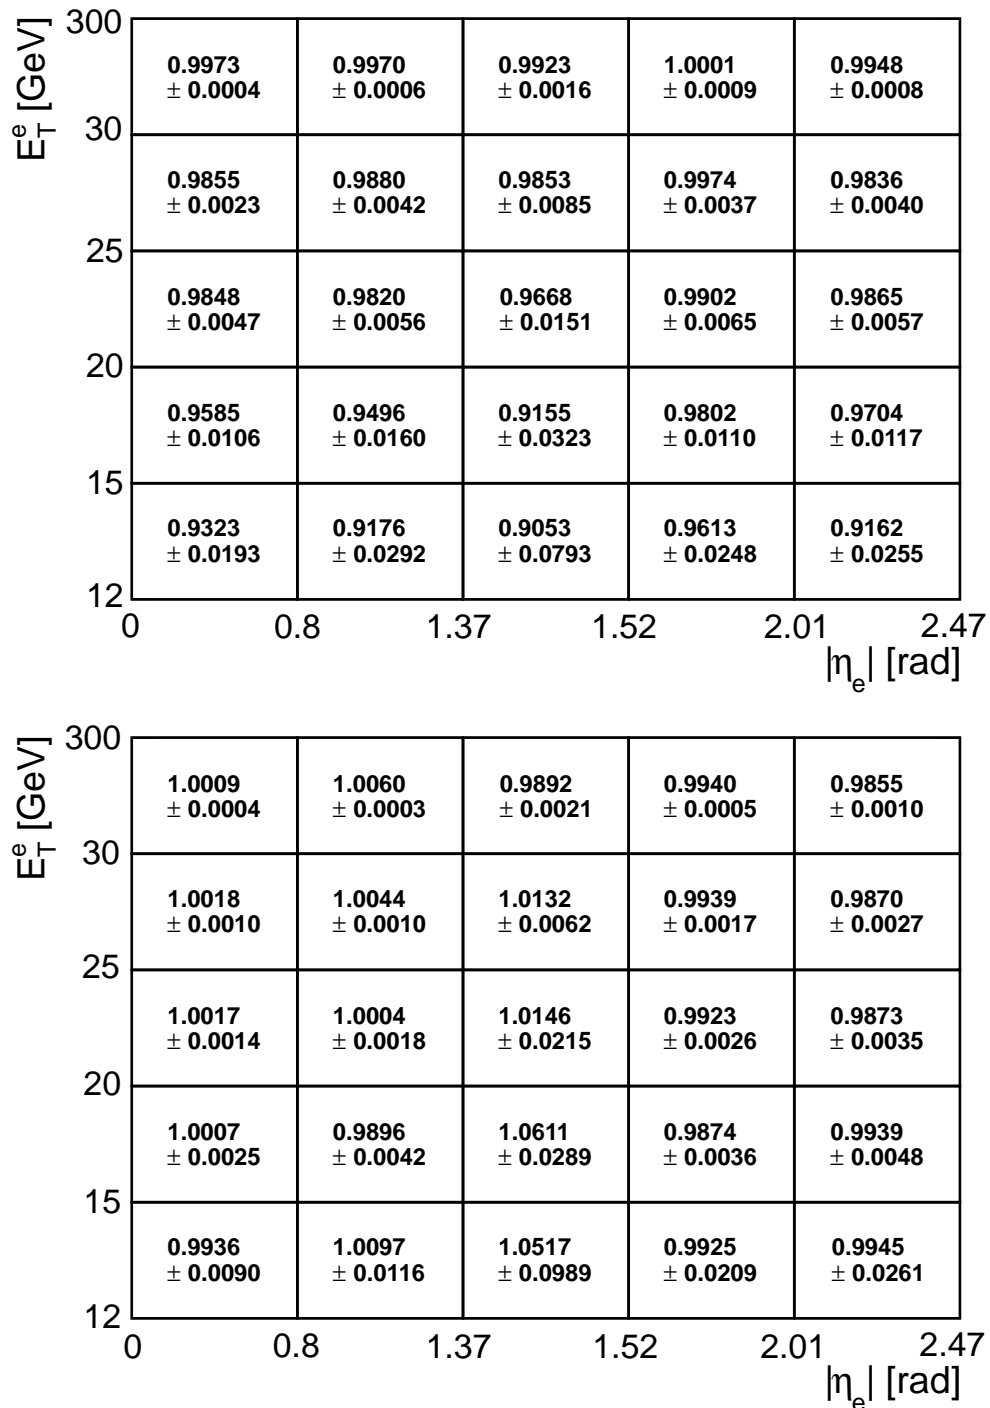 300
E_T^e [GeV]
0.9973 0.9970 0.9923 1.0001 0.9948
± 0.0004 ± 0.0006 ± 0.0016 ± 0.0009 ± 0.0008
30
0.9855 0.9880 0.9853 0.9974 0.9836
± 0.0023 ± 0.0042 ± 0.0085 ± 0.0037 ± 0.0040
25
0.9848 0.9820 0.9668 0.9902 0.9865
± 0.0047 ± 0.0056 ± 0.0151 ± 0.0065 ± 0.0057
20
0.9585 0.9496 0.9155 0.9802 0.9704
± 0.0106 ± 0.0160 ± 0.0323 ± 0.0110 ± 0.0117
15
0.9323 0.9176 0.9053 0.9613 0.9162
± 0.0193 ± 0.0292 ± 0.0793 ± 0.0248 ± 0.0255
12
0 0.8 1.37 1.52 2.01 2.47
|η_e| [rad]
300
E_T^e [GeV]
1.0009 1.0060 0.9892 0.9940 0.9855
± 0.0004 ± 0.0003 ± 0.0021 ± 0.0005 ± 0.0010
30
1.0018 1.0044 1.0132 0.9939 0.9870
± 0.0010 ± 0.0010 ± 0.0062 ± 0.0017 ± 0.0027
25
1.0017 1.0004 1.0146 0.9923 0.9873
± 0.0014 ± 0.0018 ± 0.0215 ± 0.0026 ± 0.0035
20
1.0007 0.9896 1.0611 0.9874 0.9939
± 0.0025 ± 0.0042 ± 0.0289 ± 0.0036 ± 0.0048
15
0.9936 1.0097 1.0517 0.9925 0.9945
± 0.0090 ± 0.0116 ± 0.0989 ± 0.0209 ± 0.0261
12
0 0.8 1.37 1.52 2.01 2.47
|η_e| [rad]